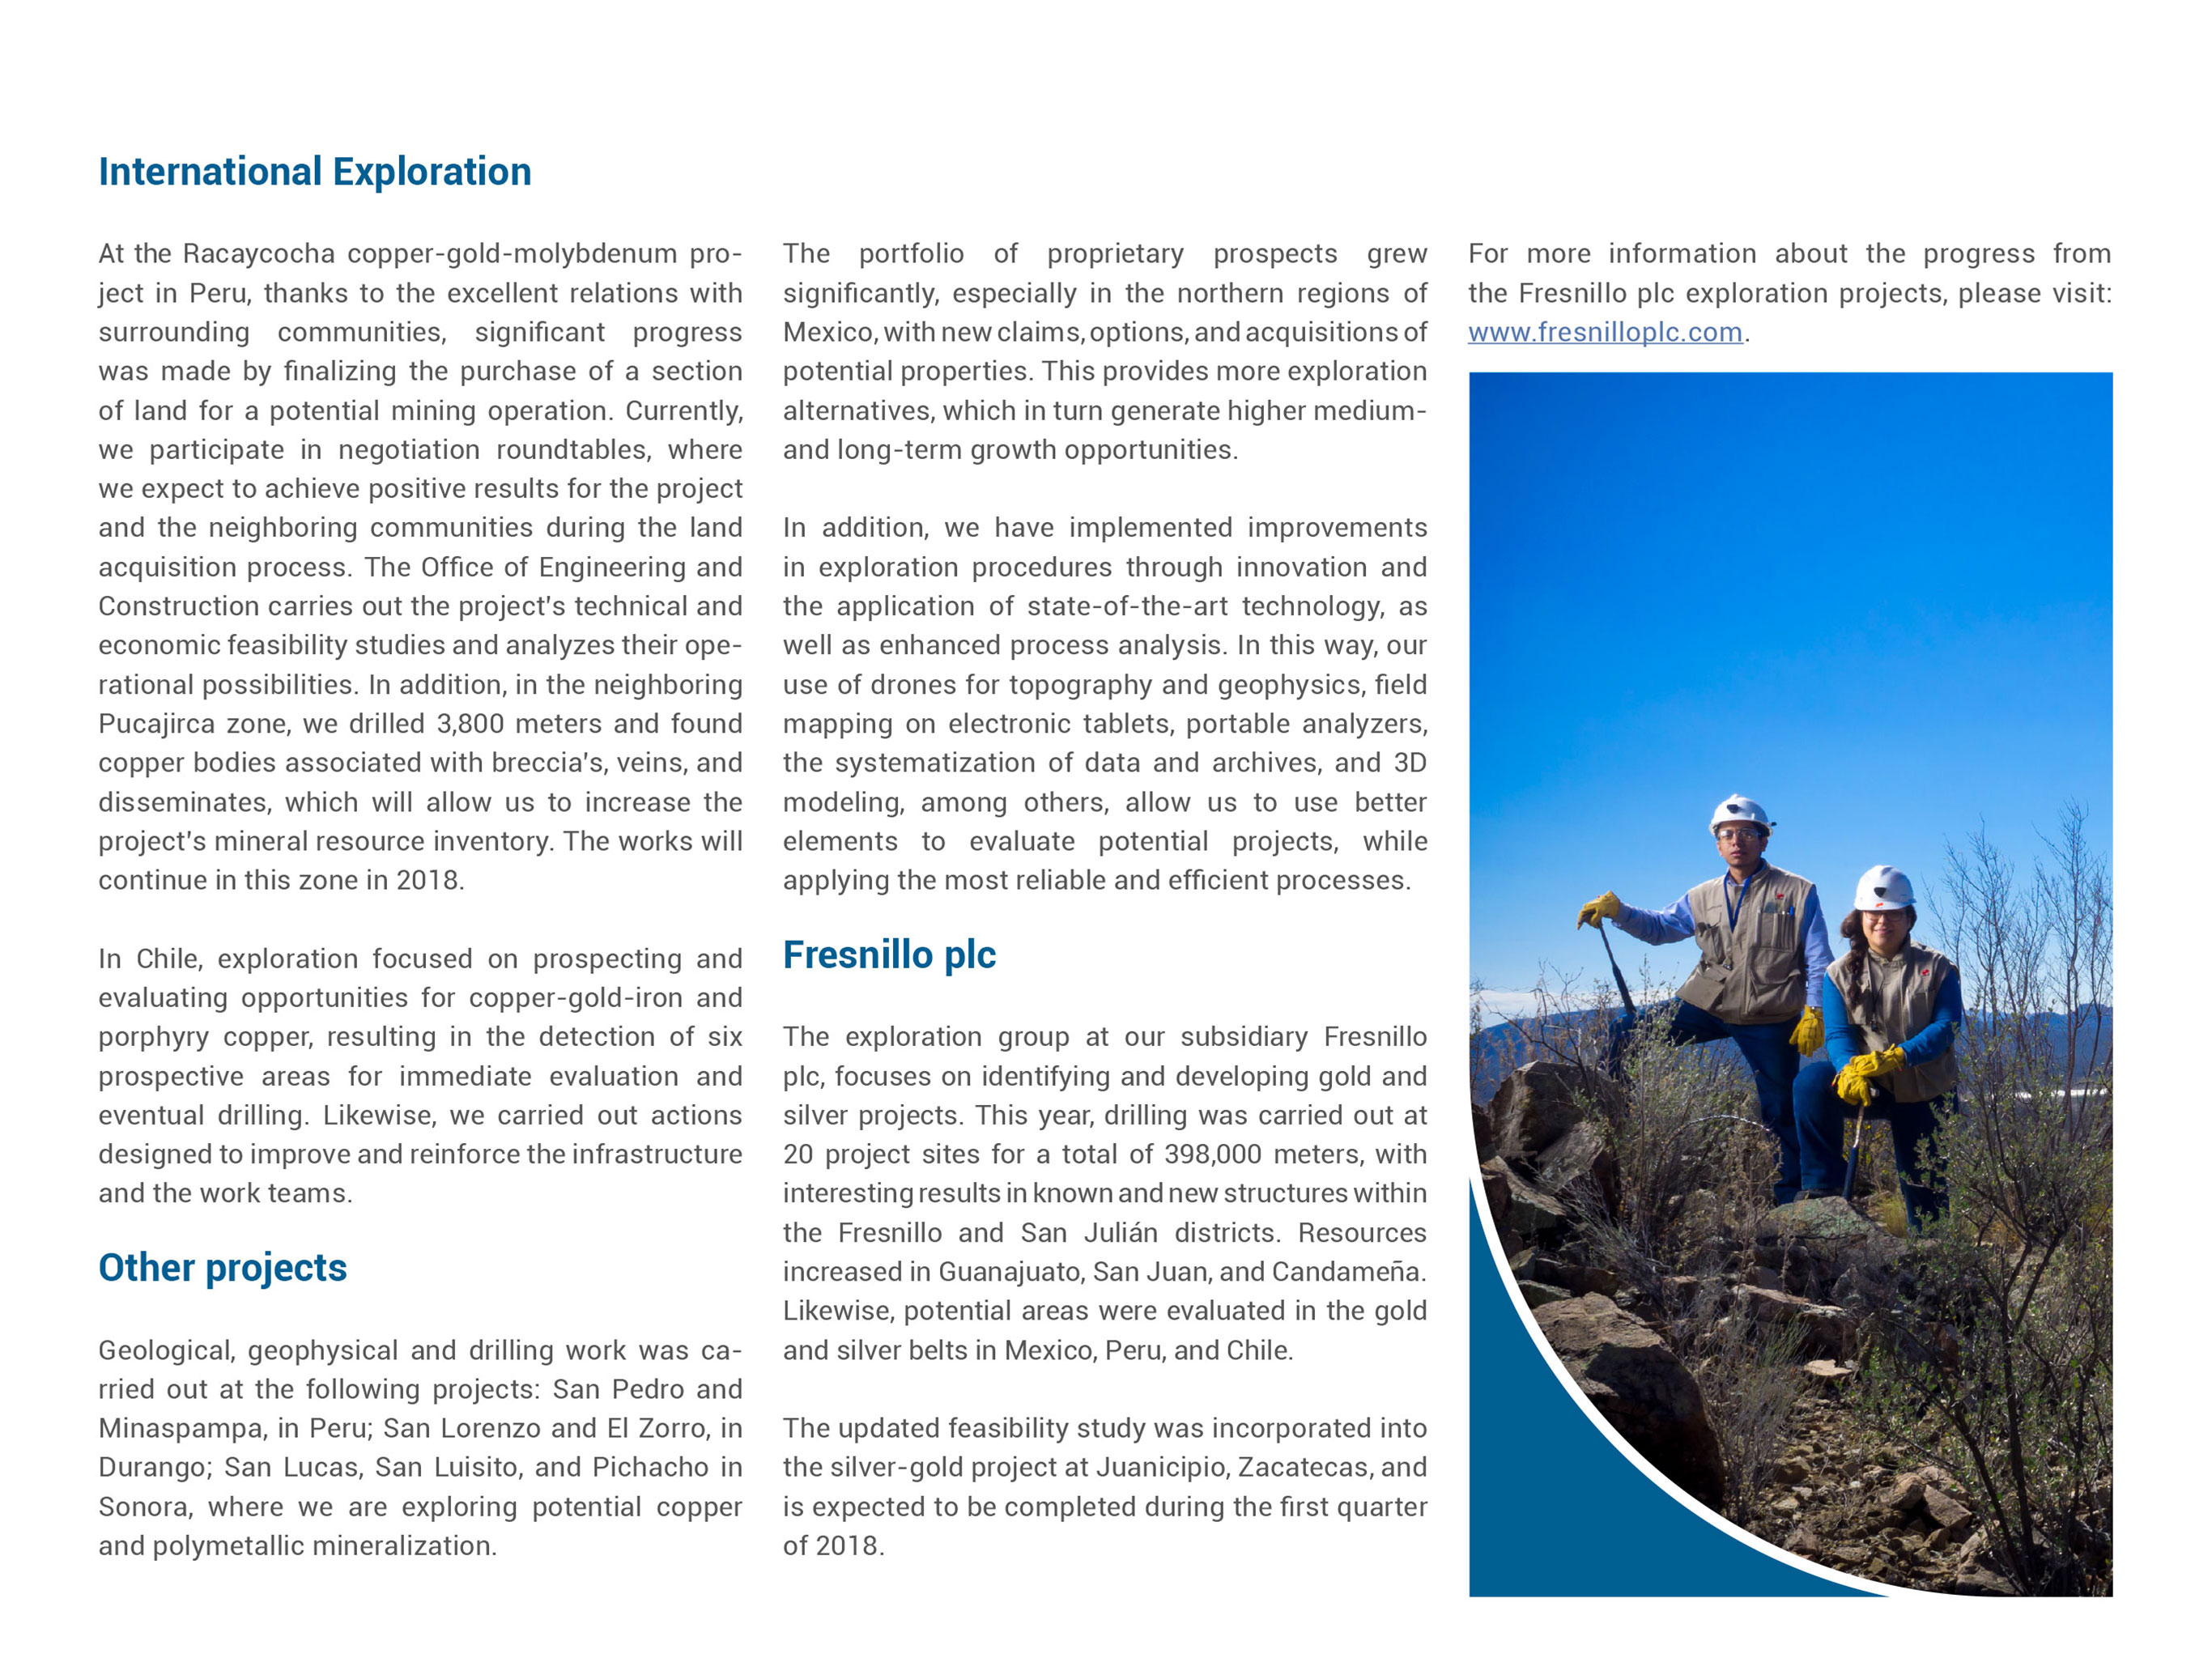 International Exploration
At the Racaycocha copper-gold-molybdenum pro-
ject in Peru, thanks to the excellent relations with
surrounding communities, significant progress
was made by finalizing the purchase of a section
of land for a potential mining operation. Currently,
we participate in negotiation roundtables, where
we expect to achieve positive results for the project
and the neighboring communities during the land
acquisition process. The Office of Engineering and
Construction carries out the project's technical and
economic feasibility studies and analyzes their ope-
rational possibilities. In addition, in the neighboring
Pucajirca zone, we drilled 3,800 meters and found
copper bodies associated with breccia's, veins, and
disseminates, which will allow us to increase the
project's mineral resource inventory. The works will
continue in this zone in 2018.
In Chile, exploration focused on prospecting and
evaluating opportunities for copper-gold-iron and
porphyry copper, resulting in the detection of six
prospective areas for immediate evaluation and
eventual drilling. Likewise, we carried out actions
designed to improve and reinforce the infrastructure
and the work teams.
Other projects
Geological, geophysical and drilling work was ca-
rried out at the following projects: San Pedro and
Minaspampa, in Peru; San Lorenzo and El Zorro, in
Durango; San Lucas, San Luisito, and Pichacho in
Sonora, where we are exploring potential copper
and polymetallic mineralization.
The portfolio of proprietary prospects grew
significantly, especially in the northern regions of
Mexico, with new claims, options, and acquisitions of
potential properties. This provides more exploration
alternatives, which in turn generate higher medium-
and long-term growth opportunities.
In addition, we have implemented improvements
in exploration procedures through innovation and
the application of state-of-the-art technology, as
well as enhanced process analysis. In this way, our
use of drones for topography and geophysics, field
mapping on electronic tablets, portable analyzers,
the systematization of data and archives, and 3D
modeling, among others, allow us to use better
elements to evaluate potential projects, while
applying the most reliable and efficient processes.
Fresnillo plc
The exploration group at our subsidiary Fresnillo
plc, focuses on identifying and developing gold and
silver projects. This year, drilling was carried out at
20 project sites for a total of 398,000 meters, with
interesting results in known and new structures within
the Fresnillo and San Julián districts. Resources
increased in Guanajuato, San Juan, and Candameña.
Likewise, potential areas were evaluated in the gold
and silver belts in Mexico, Peru, and Chile.
The updated feasibility study was incorporated into
the silver-gold project at Juanicipio, Zacatecas, and
is expected to be completed during the first quarter
of 2018.
For more information about the progress from
the Fresnillo plc exploration projects, please visit:
www.fresnilloplc.com.